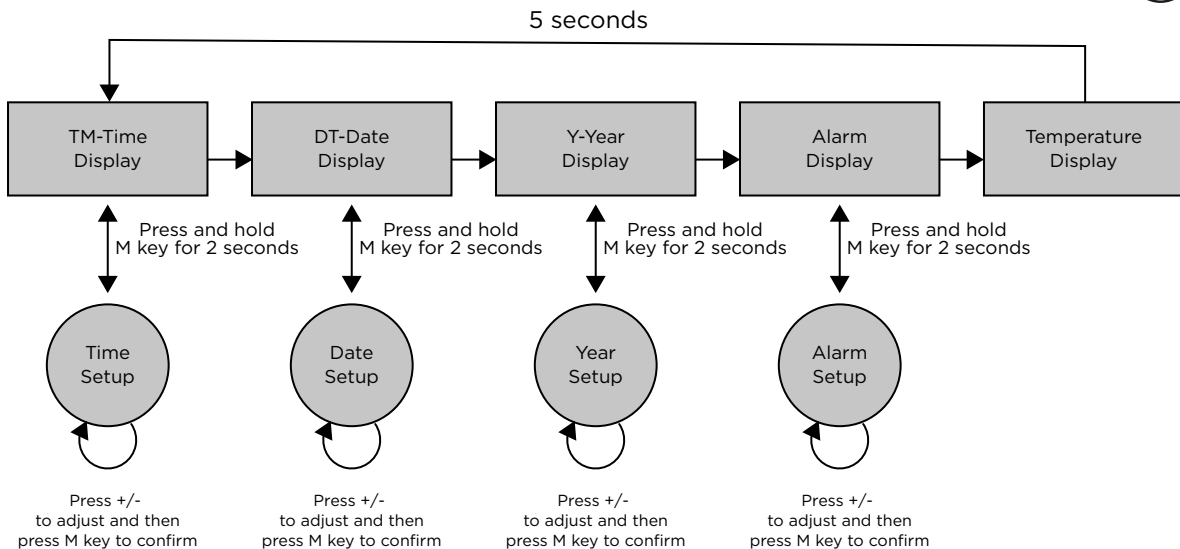 5 seconds
TM-Time
Display
DT-Date
Display
Y-Year
Display
Alarm
Display
Temperature
Display
Press and hold
M key for 2 seconds
Press and hold
M key for 2 seconds
Press and hold
M key for 2 seconds
Press and hold
M key for 2 seconds
Time
Setup
Date
Setup
Year
Setup
Alarm
Setup
Press +/-
to adjust and then
press M key to confirm
Press +/-
to adjust and then
press M key to confirm
Press +/-
to adjust and then
press M key to confirm
Press +/-
to adjust and then
press M key to confirm